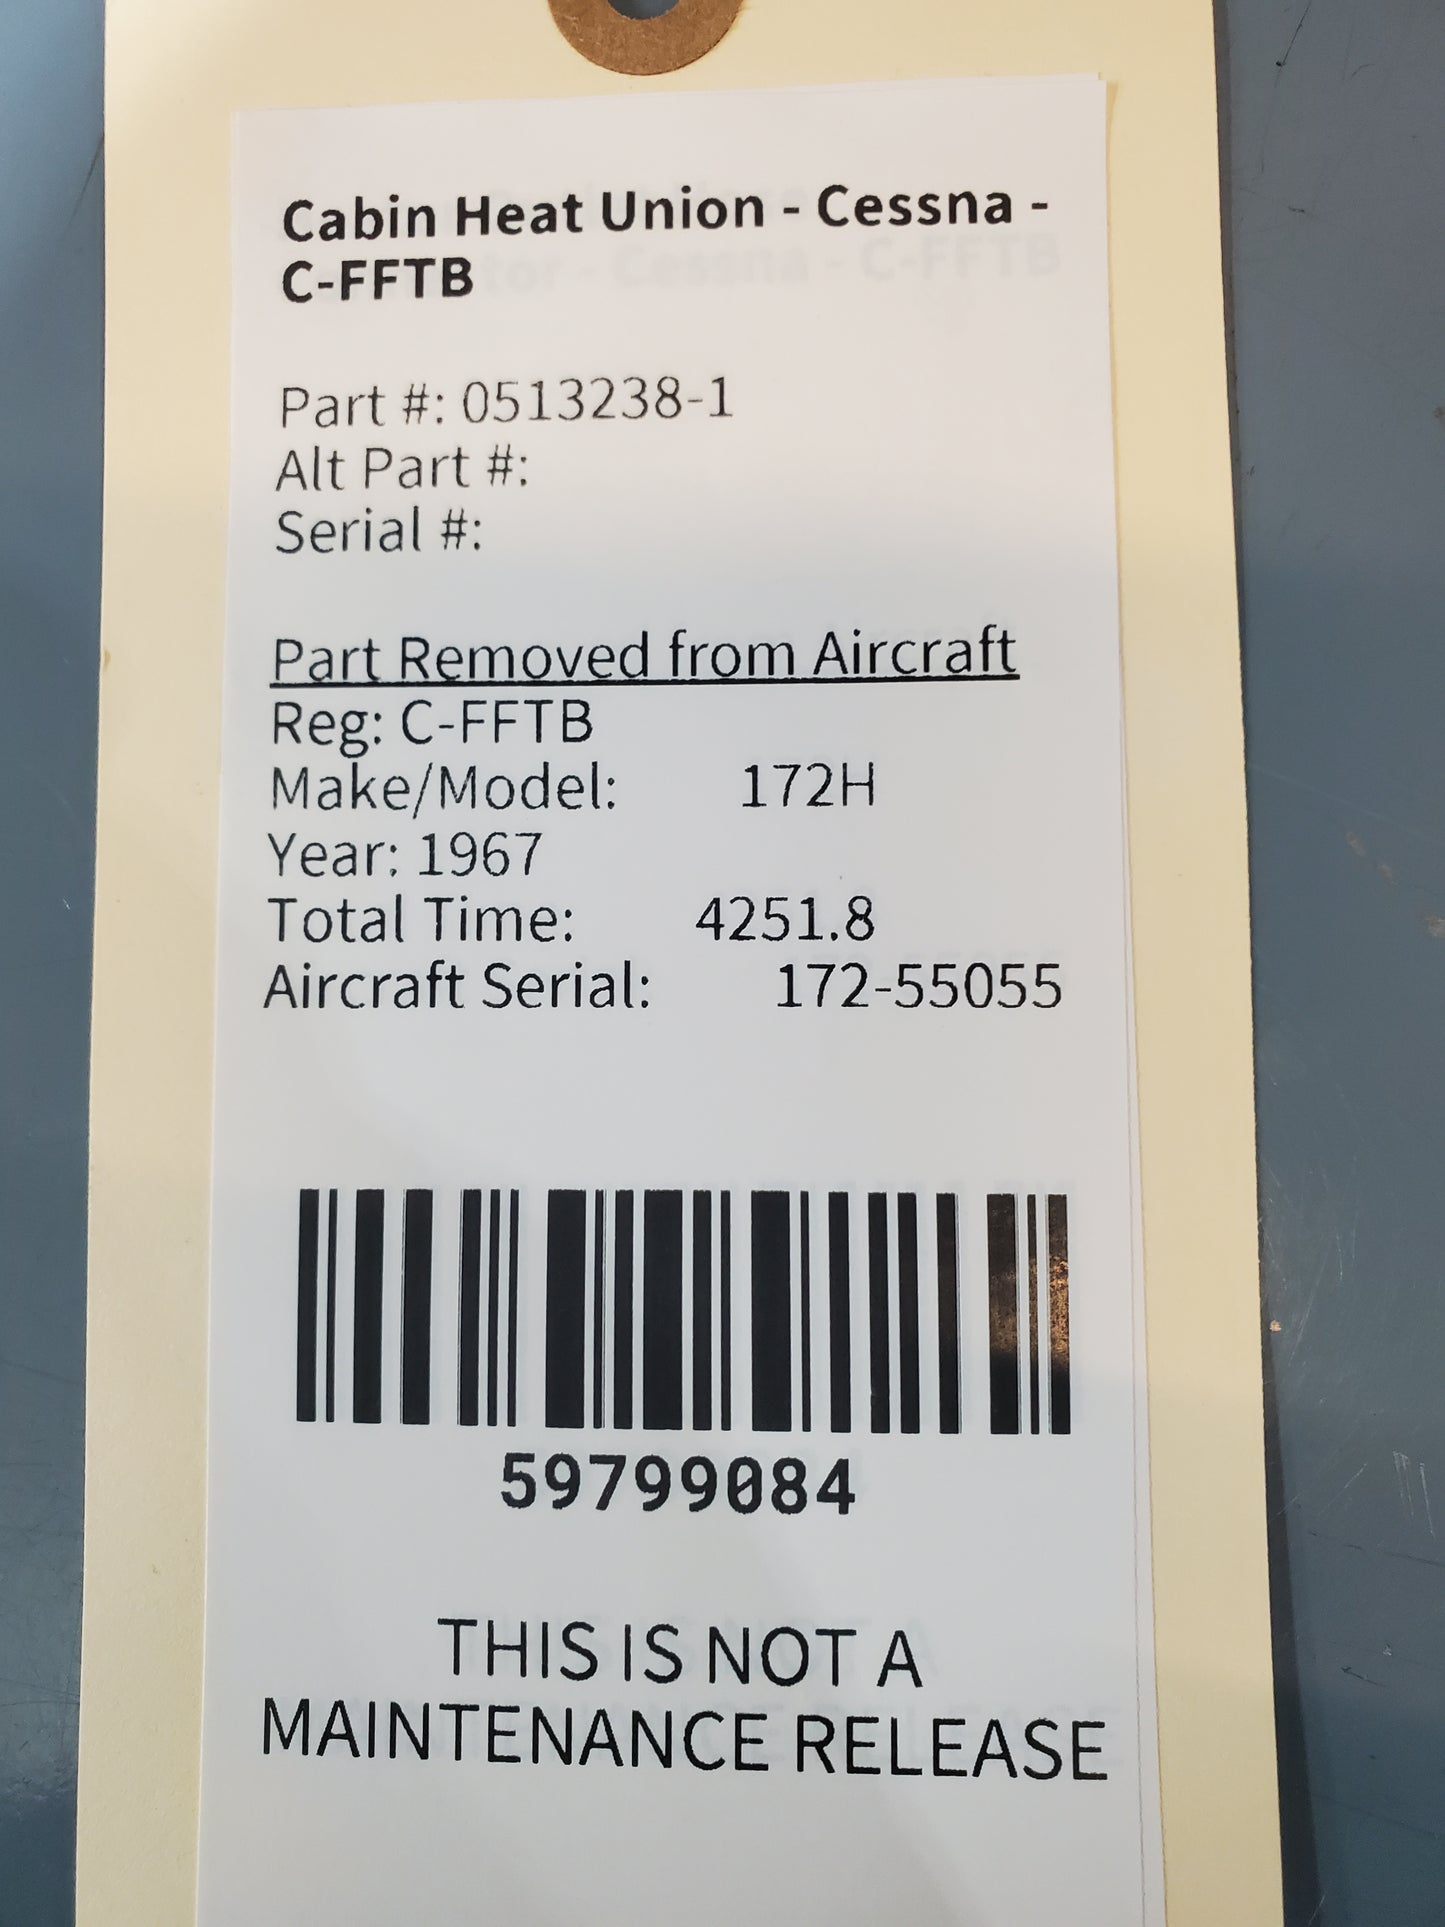 Cabin Heat Union - Cessna -
C-FFTB
Part #: 0513238-1
Alt Part #:
Serial #:
Part Removed from Aircraft
Reg: C-FFTB
Make/Model: 172H
Year: 1967
Total Time: 4251.8
Aircraft Serial: 172-55055
59799084
THIS IS NOT A
MAINTENANCE RELEASE